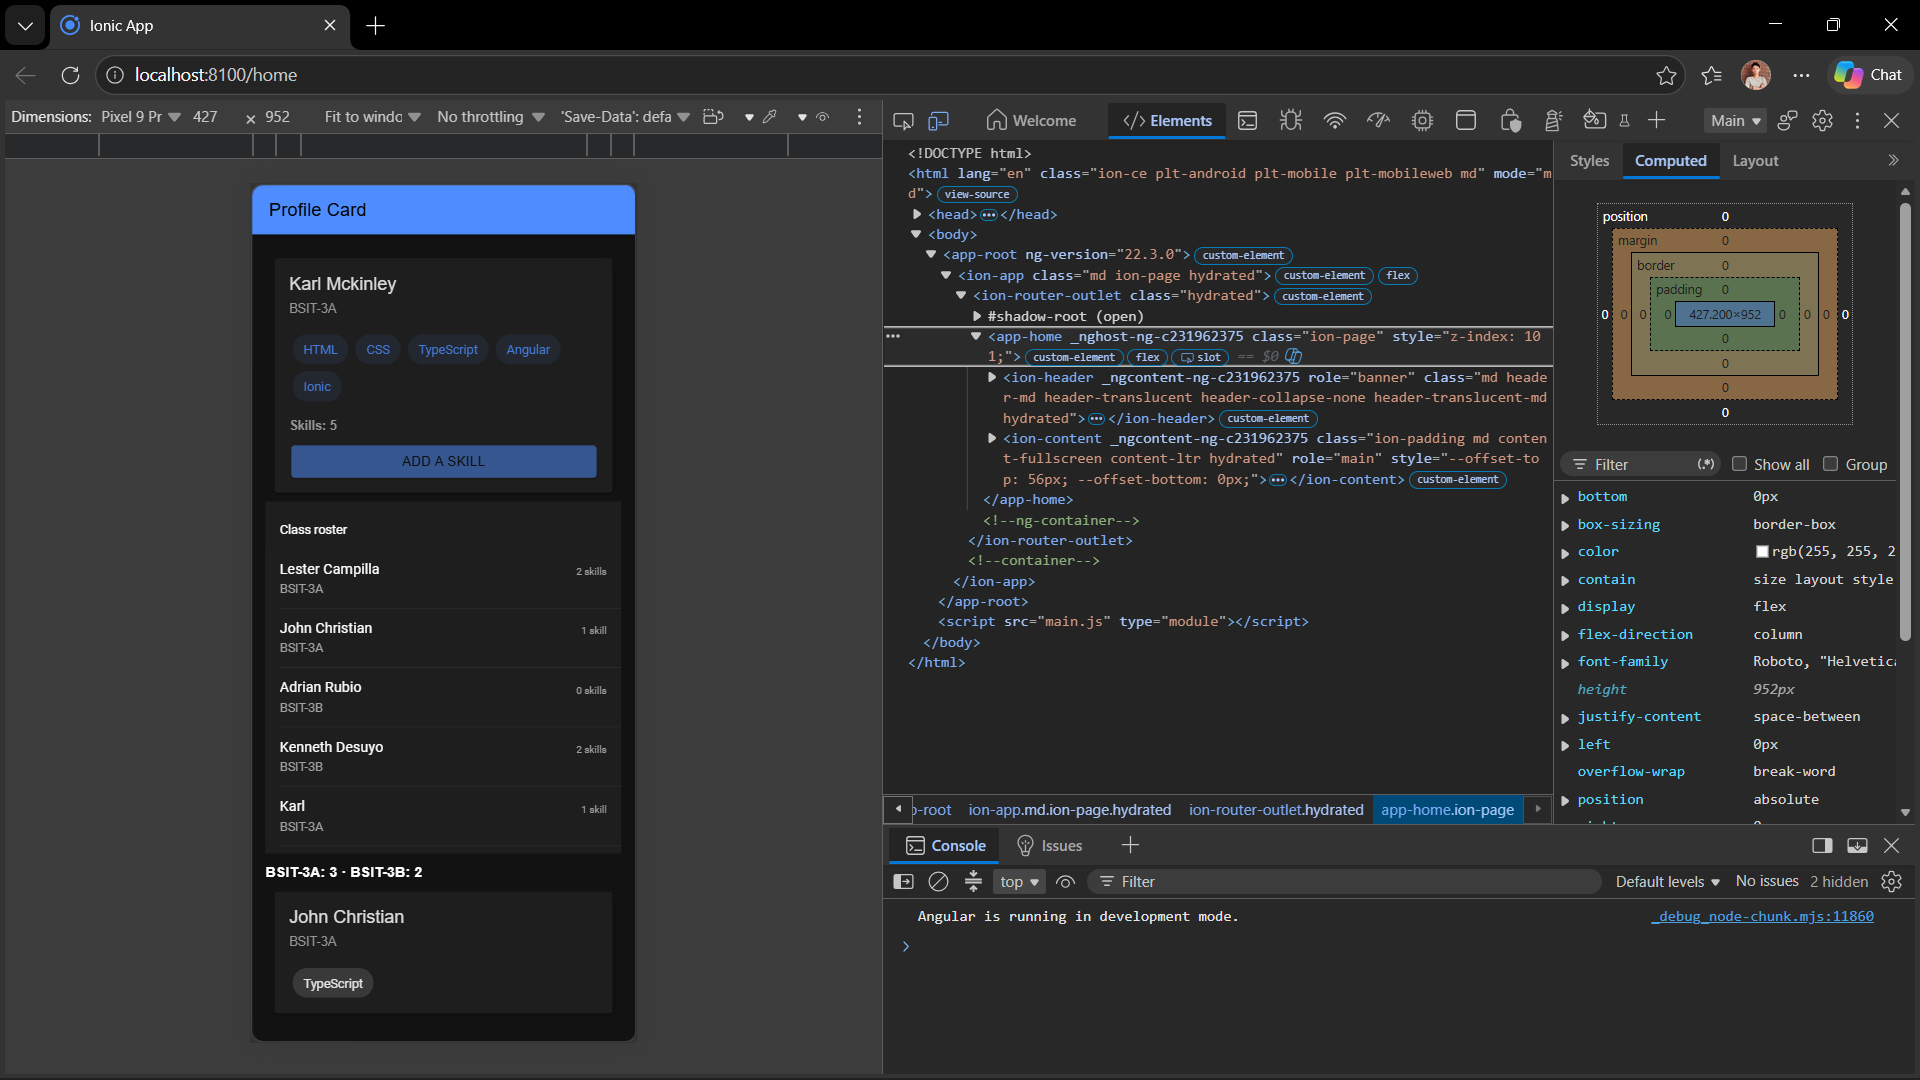 Ionic App
localhost:8100/home
Chat
Dimensions: Pixel 9 Pr 427 × 952 Fit to windo No throttling 'Save-Data': defa
Welcome </> Elements Main
Profile Card
Karl Mckinley
BSIT-3A
HTML CSS TypeScript Angular
Ionic
Skills: 5
ADD A SKILL
Class roster
Lester Campilla 2 skills
BSIT-3A
John Christian 1 skill
BSIT-3A
Adrian Rubio 0 skills
BSIT-3B
Kenneth Desuyo 2 skills
BSIT-3B
Karl 1 skill
BSIT-3A
BSIT-3A: 3 · BSIT-3B: 2
John Christian
BSIT-3A
TypeScript
<!DOCTYPE html>
<html lang="en" class="ion-ce plt-android plt-mobile plt-mobileweb md" mode="m
d"> view-source
<head> ••• </head>
<body>
<app-root ng-version="22.3.0"> custom-element
<ion-app class="md ion-page hydrated"> custom-element flex
<ion-router-outlet class="hydrated"> custom-element
#shadow-root (open)
<app-home _nghost-ng-c231962375 class="ion-page" style="z-index: 10
1;"> custom-element flex slot == $0
<ion-header _ngcontent-ng-c231962375 role="banner" class="md heade
r-md header-translucent header-collapse-none header-translucent-md
hydrated"> ••• </ion-header> custom-element
<ion-content _ngcontent-ng-c231962375 class="ion-padding md conten
t-fullscreen content-ltr hydrated" role="main" style="--offset-to
p: 56px; --offset-bottom: 0px;"> ••• </ion-content> custom-element
</app-home>
<!--ng-container-->
</ion-router-outlet>
<!--container-->
</ion-app>
</app-root>
<script src="main.js" type="module"></script>
</body>
</html>
p-root ion-app.md.ion-page.hydrated ion-router-outlet.hydrated app-home.ion-page
Styles Computed Layout
position 0
margin 0
border 0
padding 0
0 0 0 0 427.200×952 0 0 0 0
0
0
0
0
Filter (.*) Show all Group
bottom 0px
box-sizing border-box
color rgb(255, 255, 2
contain size layout style
display flex
flex-direction column
font-family Roboto, "Helvetica
height 952px
justify-content space-between
left 0px
overflow-wrap break-word
position absolute
Console Issues
top Filter Default levels No issues 2 hidden
Angular is running in development mode. _debug_node-chunk.mjs:11860